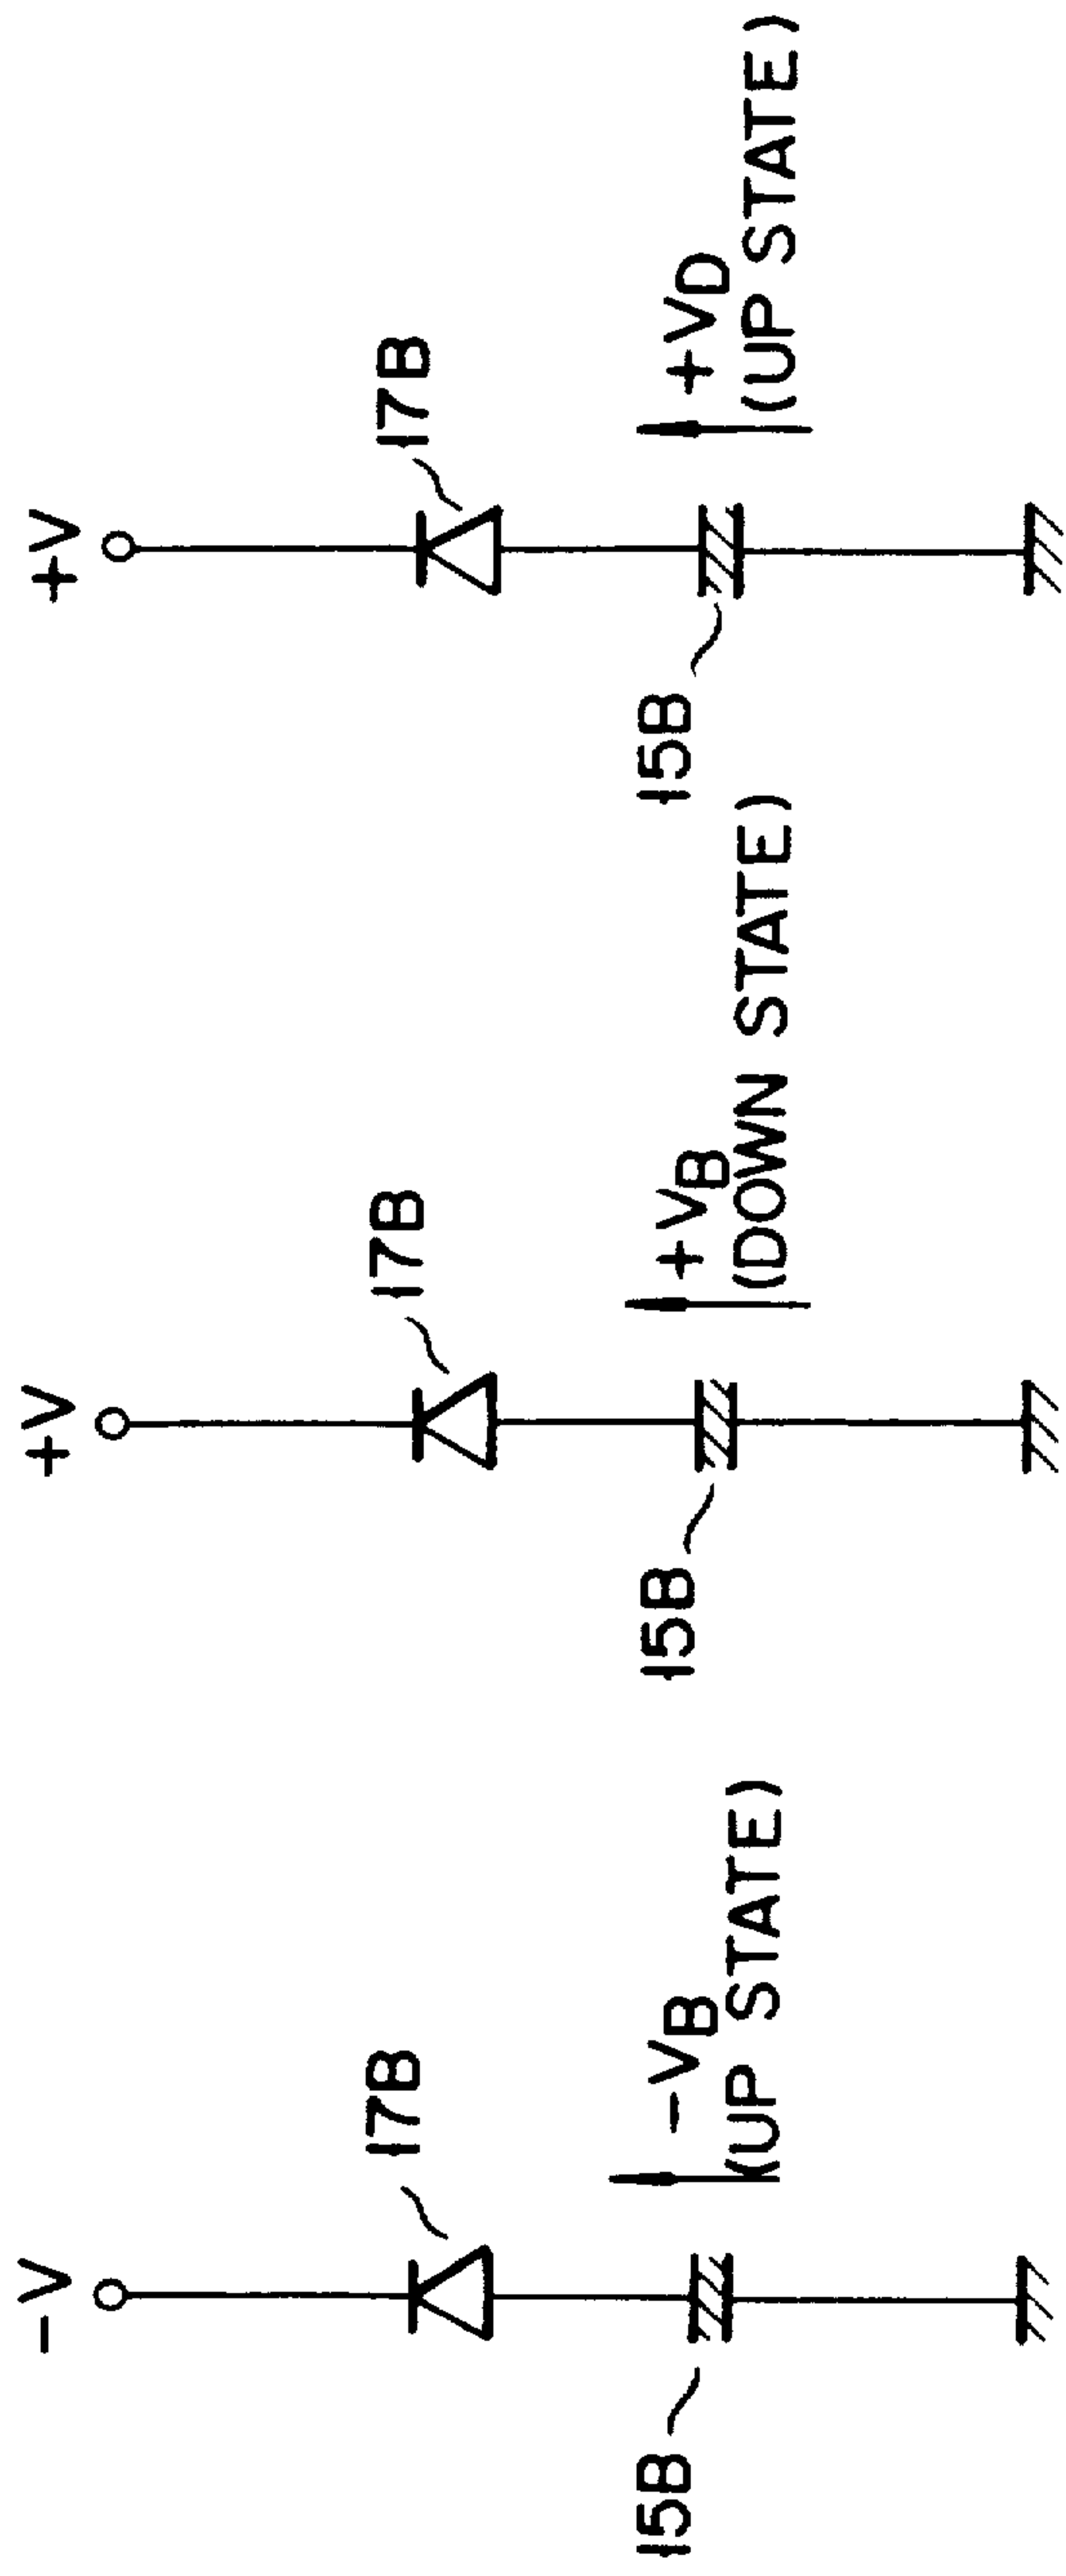 -V
17B
15B
-VB
(UP STATE)
+V
17B
15B
+VB
(DOWN STATE)
+V
17B
15B
+VD
(UP STATE)